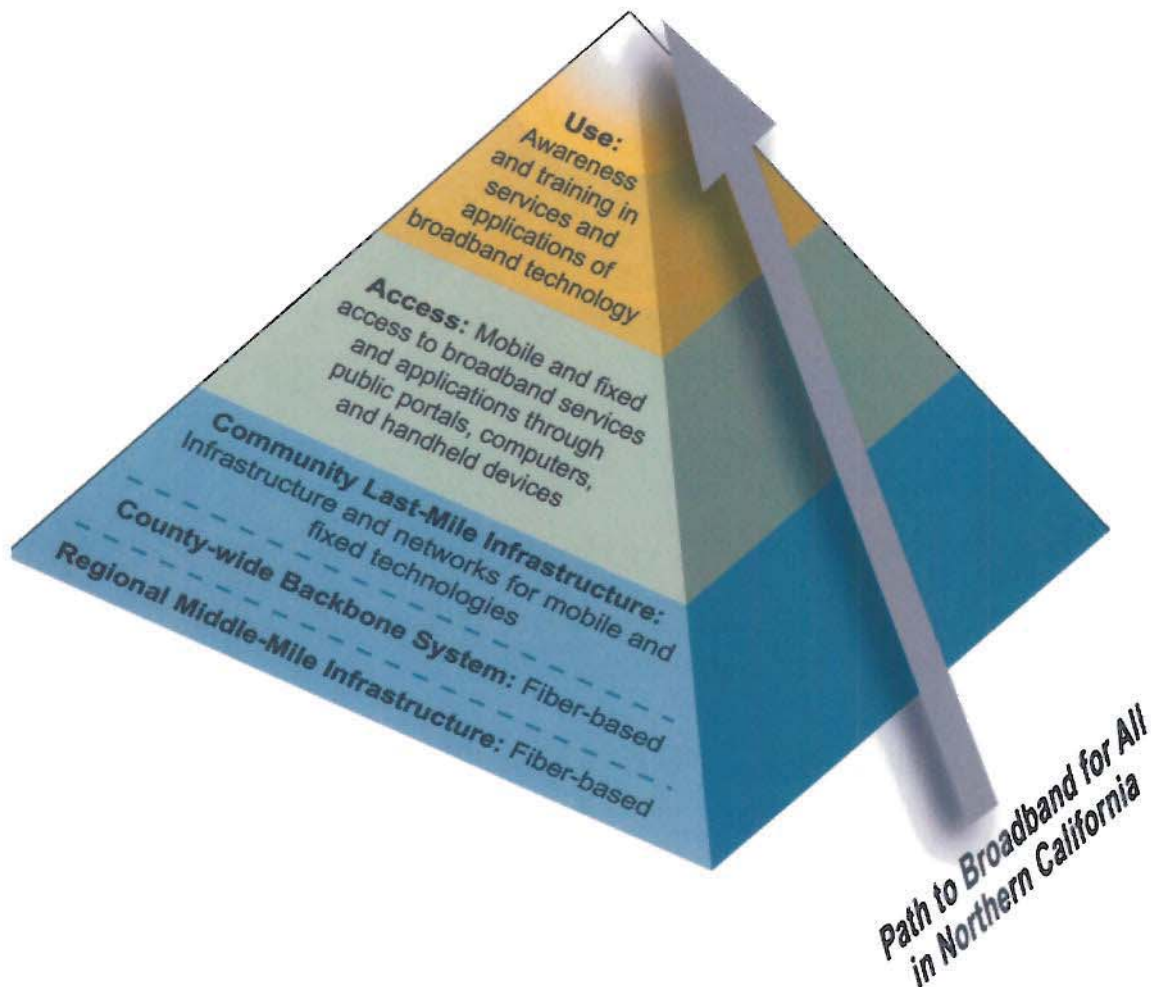 Use:
Awareness
and training in
services and
applications of
broadband technology
Access: Mobile and fixed
access to broadband services
and applications through
public portals, computers,
and handheld devices
Community Last-Mile Infrastructure:
Infrastructure and networks for mobile and
fixed technologies
County-wide Backbone System: Fiber-based
Regional Middle-Mile Infrastructure: Fiber-based
Path to Broadband for All
in Northern California